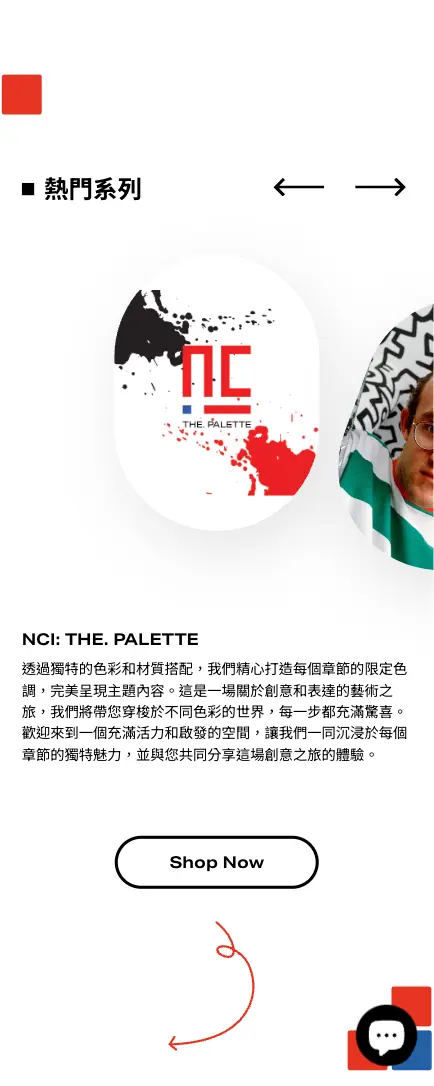 熱門系列
nc
THE. PALETTE
NCI: THE. PALETTE
透過獨特的色彩和材質搭配，我們精心打造每個章節的限定色
調，完美呈現主題內容。這是一場關於創意和表達的藝術之
旅，我們將帶您穿梭於不同色彩的世界，每一步都充滿驚喜。
歡迎來到一個充滿活力和啟發的空間，讓我們一同沉浸於每個
章節的獨特魅力，並與您共同分享這場創意之旅的體驗。
Shop Now